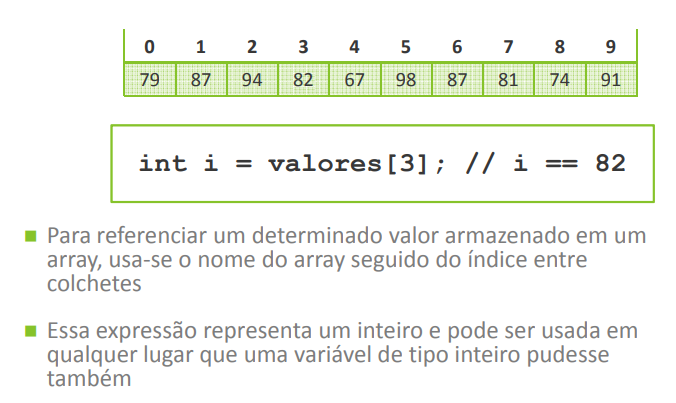 0 1 2 3 4 5 6 7 8 9
79 87 94 82 67 98 87 81 74 91
int i = valores[3]; // i == 82
Para referenciar um determinado valor armazenado em um
array, usa-se o nome do array seguido do índice entre
colchetes
Essa expressão representa um inteiro e pode ser usada em
qualquer lugar que uma variável de tipo inteiro pudesse
também